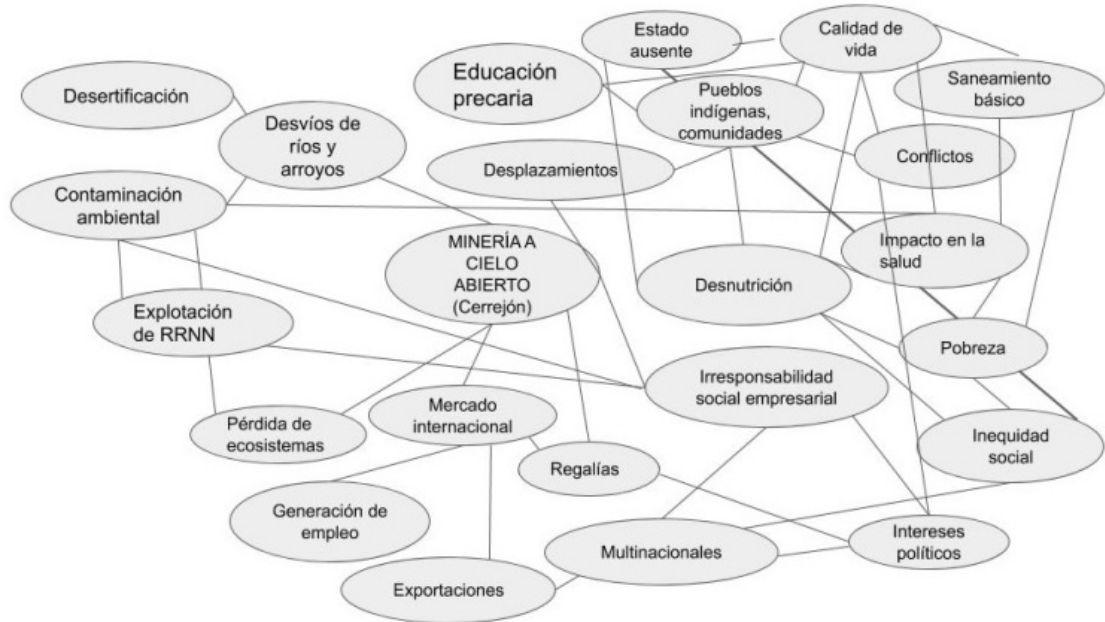 Estado
ausente
Calidad de
vida
Educación
precaria
Saneamiento
básico
Desertificación
Pueblos
indígenas,
comunidades
Desvíos de
ríos y
arroyos
Desplazamientos
Conflictos
Contaminación
ambiental
MINERÍA A
CIELO
ABIERTO
(Cerrejón)
Impacto en la
salud
Desnutrición
Explotación
de RRNN
Pobreza
Irresponsabilidad
social empresarial
Mercado
internacional
Pérdida de
ecosistemas
Inequidad
social
Regalías
Generación de
empleo
Intereses
políticos
Multinacionales
Exportaciones